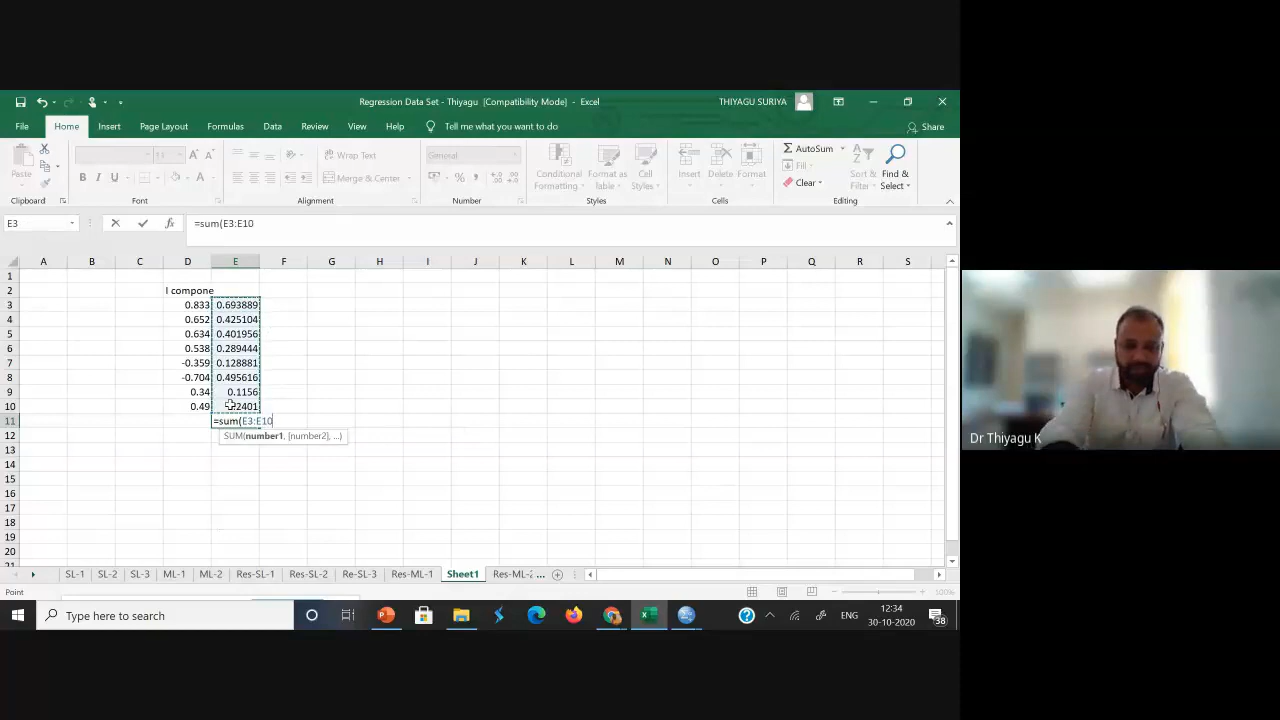 Regression Data Set - Thiyagu [Compatibility Mode] - Excel
THIYAGU SURIYA
File Home Insert Page Layout Formulas Data Review View Help Tell me what you want to do Share
Paste
Clipboard
11
B I U
Font
Wrap Text
Merge & Center
Alignment
General
Number
Conditional Formatting
Format as Table
Cell Styles
Styles
Insert Delete Format
Cells
AutoSum
Fill
Clear
Sort & Filter
Find & Select
Editing
E3 fx =sum(E3:E10
A B C D E F G H I J K L M N O P Q R S
1
2 I compone
3 0.833 0.693889
4 0.652 0.425104
5 0.634 0.401956
6 0.538 0.289444
7 -0.359 0.128881
8 -0.704 0.495616
9 0.34 0.1156
10 0.49 .2401
11 =sum(E3:E10
12 SUM(number1, [number2], ...)
13
14
15
16
17
18
19
20
21
SL-1 SL-2 SL-3 ML-1 ML-2 Res-SL-1 Res-SL-2 Re-SL-3 Res-ML-1 Sheet1 Res-ML-2 ...
Point 100%
Type here to search
ENG
12:34
30-10-2020
38
Dr Thiyagu K